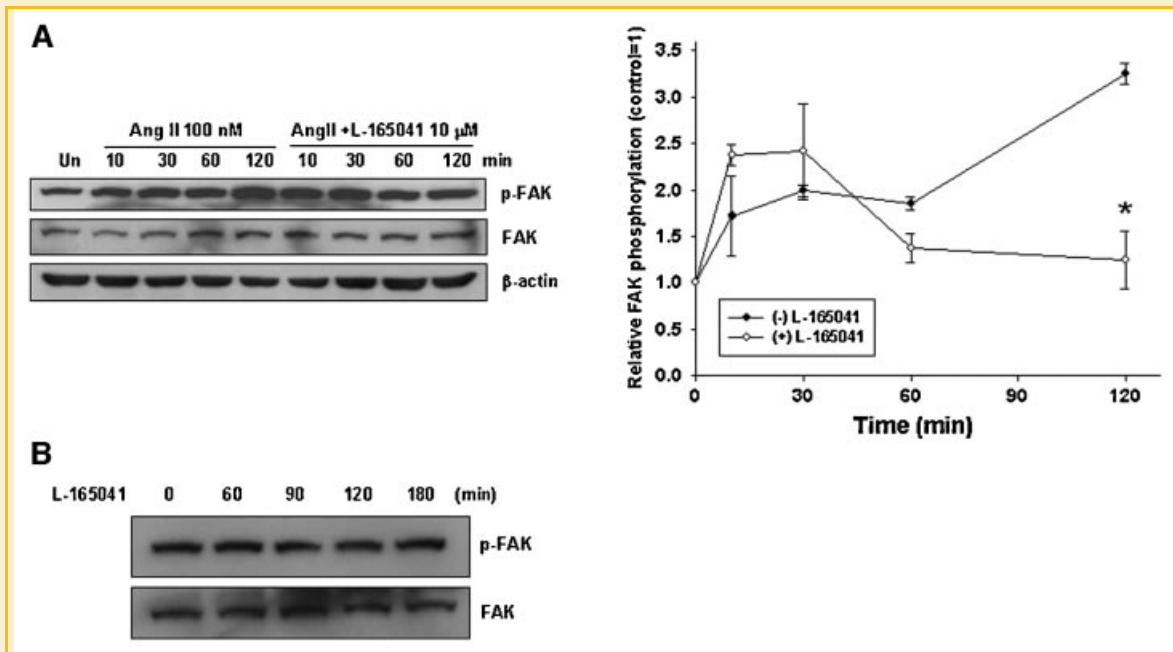 A
Ang II 100 nM AngII +L-165041 10 µM
Un 10 30 60 120 10 30 60 120 min
p-FAK
FAK
β-actin
Relative FAK phosphorylation (control=1)
3.5
3.0
2.5
2.0
1.5
1.0
0.5
0.0
*
(-) L-165041
(+) L-165041
0 30 60 90 120
Time (min)
B
L-165041 0 60 90 120 180 (min)
p-FAK
FAK